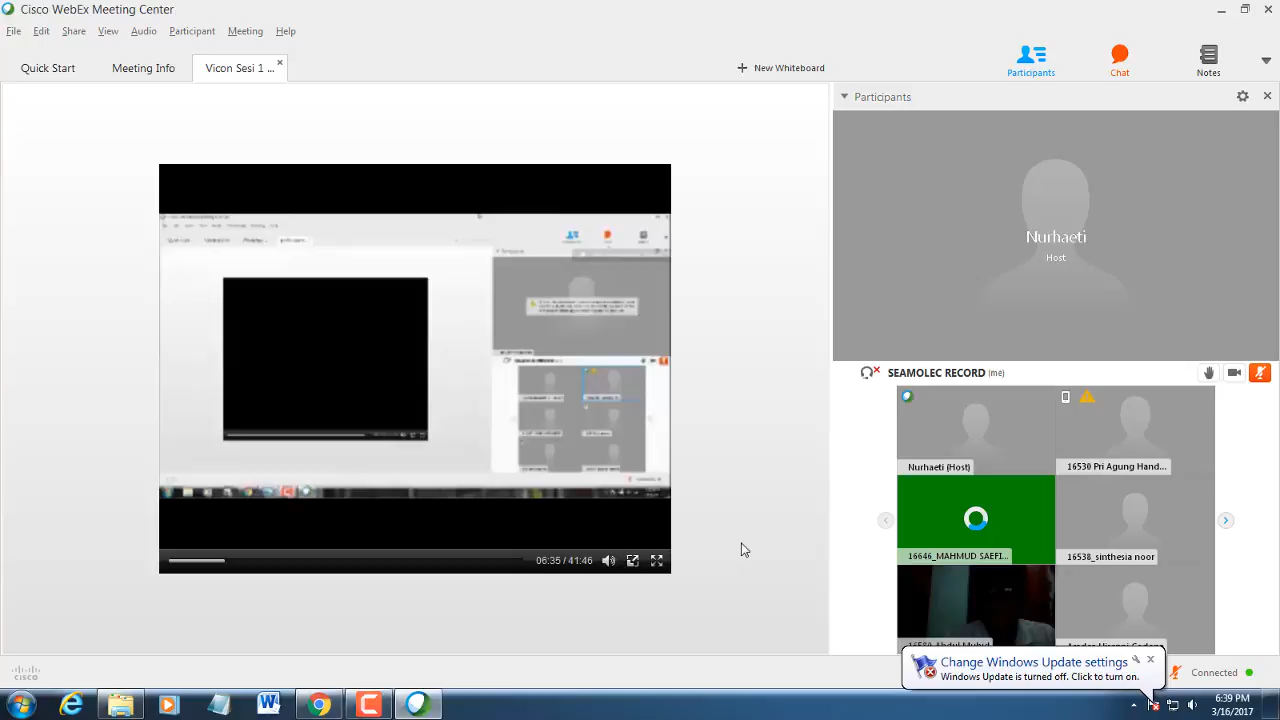 Cisco WebEx Meeting Center
File Edit Share View Audio Participant Meeting Help
Quick Start Meeting Info Vicon Sesi 1 ... New Whiteboard
Participants Chat Notes
Participants
Nurhaeti
Host
SEAMOLEC RECORD (me)
Nurhaeti (Host) 16530 Pri Agung Hand...
16646_MAHMUD SAEFI... 16538_sinthesia noor
06:35 / 41:46
Change Windows Update settings
Windows Update is turned off. Click to turn on.
cisco
Connected
6:39 PM
3/16/2017